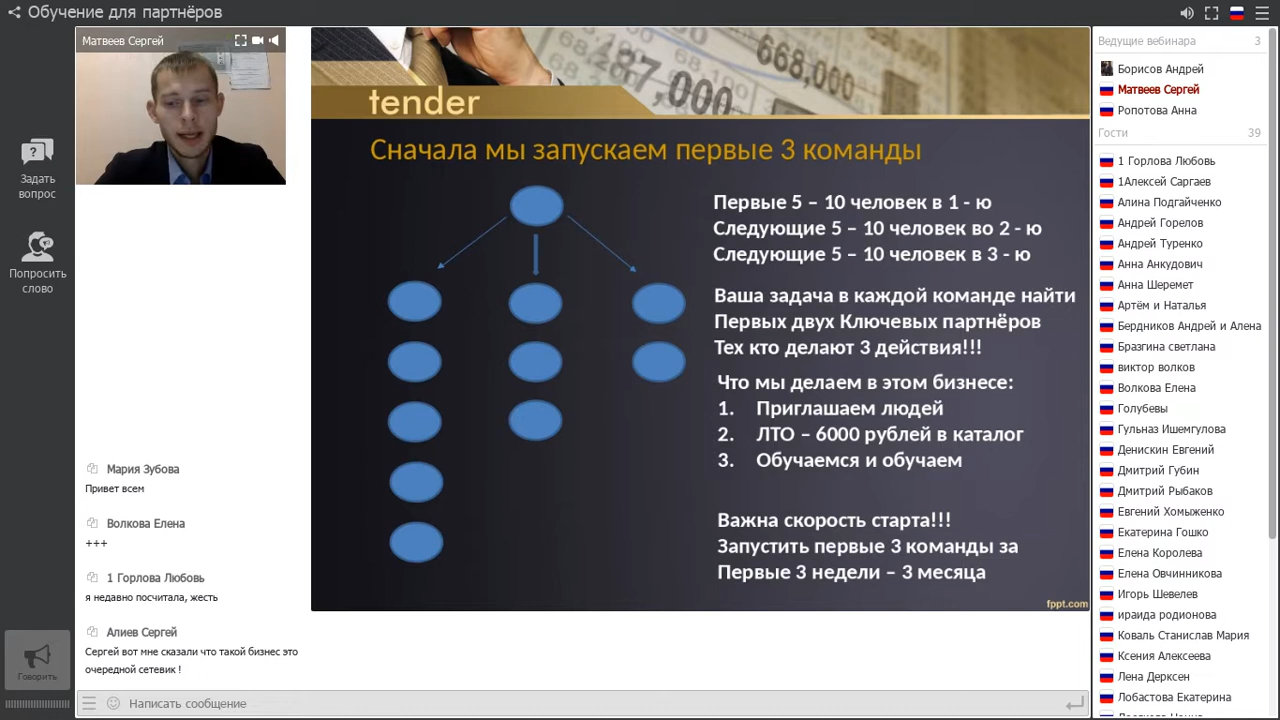 Обучение для партнёров
Матвеев Сергей
Задать
вопрос
Попросить
слово
Говорить
tender
Сначала мы запускаем первые 3 команды
Первые 5 – 10 человек в 1 - ю
Следующие 5 – 10 человек во 2 - ю
Следующие 5 – 10 человек в 3 - ю
Ваша задача в каждой команде найти
Первых двух Ключевых партнёров
Тех кто делают 3 действия!!!
Что мы делаем в этом бизнесе:
1. Приглашаем людей
2. ЛТО – 6000 рублей в каталог
3. Обучаемся и обучаем
Важна скорость старта!!!
Запустить первые 3 команды за
Первые 3 недели – 3 месяца
fppt.com
668,0
87,000
Мария Зубова
Привет всем
Волкова Елена
+++
1 Горлова Любовь
я недавно посчитала, жесть
Алиев Сергей
Сергей вот мне сказали что такой бизнес это
очередной сетевик !
Написать сообщение
Ведущие вебинара 3
Борисов Андрей
Матвеев Сергей
Ропотова Анна
Гости 39
1 Горлова Любовь
1Алексей Саргаев
Алина Подгайченко
Андрей Горелов
Андрей Туренко
Анна Анкудович
Анна Шеремет
Артём и Наталья
Бердников Андрей и Алена
Бразгина светлана
виктор волков
Волкова Елена
Голубевы
Гульназ Ишемгулова
Денискин Евгений
Дмитрий Губин
Дмитрий Рыбаков
Евгений Хомыженко
Екатерина Гошко
Елена Королева
Елена Овчинникова
Игорь Шевелев
ираида родионова
Коваль Станислав Мария
Ксения Алексеева
Лена Дерксен
Лобастова Екатерина